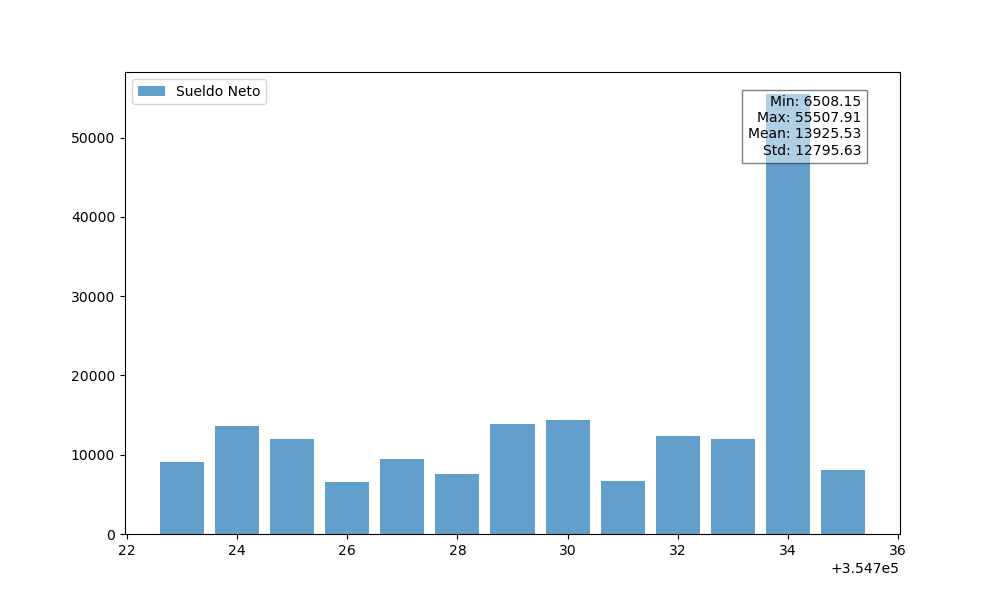 Sueldo Neto
Min: 6508.15
Max: 55507.91
Mean: 13925.53
Std: 12795.63
50000
40000
30000
20000
10000
0
22 24 26 28 30 32 34 36
+3.547e5